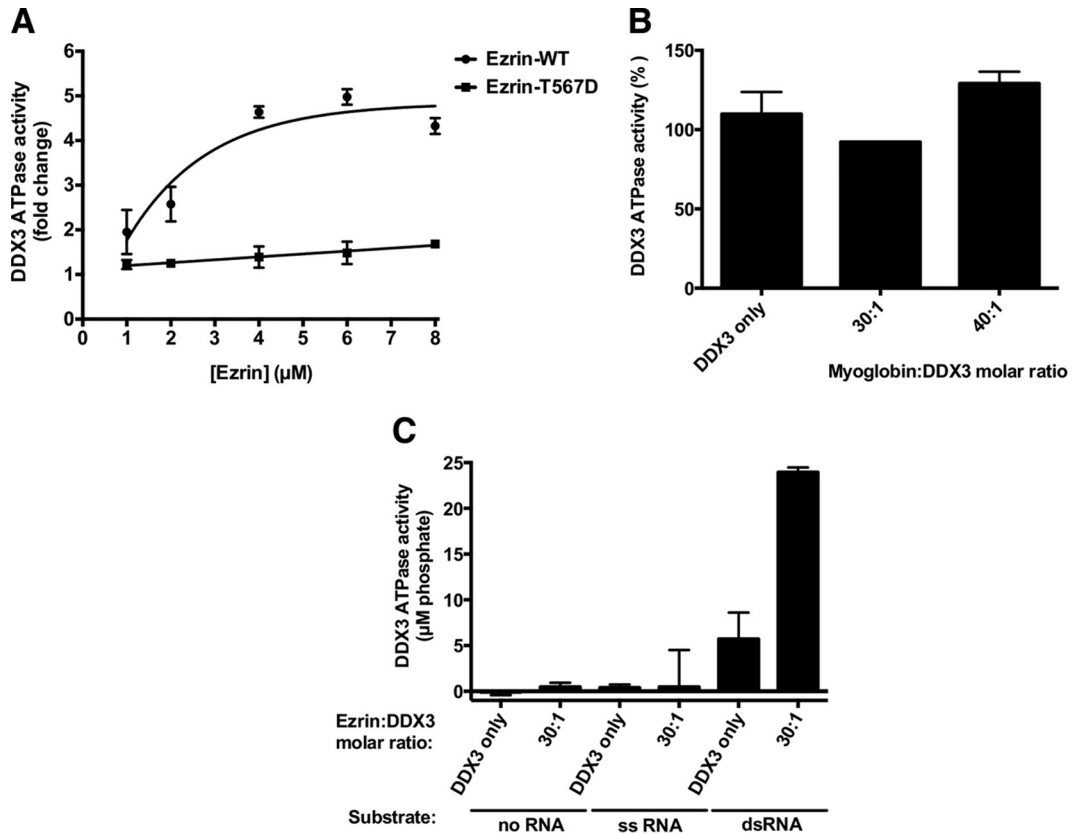 A
DDX3 ATPase activity
(fold change)
6
5
4
3
2
1
0
0 1 2 3 4 5 6 7 8
[Ezrin] (µM)
Ezrin-WT
Ezrin-T567D
B
DDX3 ATPase activity (% )
150
100
50
0
DDX3 only
30:1
40:1
Myoglobin:DDX3 molar ratio
C
DDX3 ATPase activity
(µM phosphate)
25
20
15
10
5
0
Ezrin:DDX3
molar ratio:
DDX3 only
30:1
DDX3 only
30:1
DDX3 only
30:1
Substrate:
no RNA
ss RNA
dsRNA